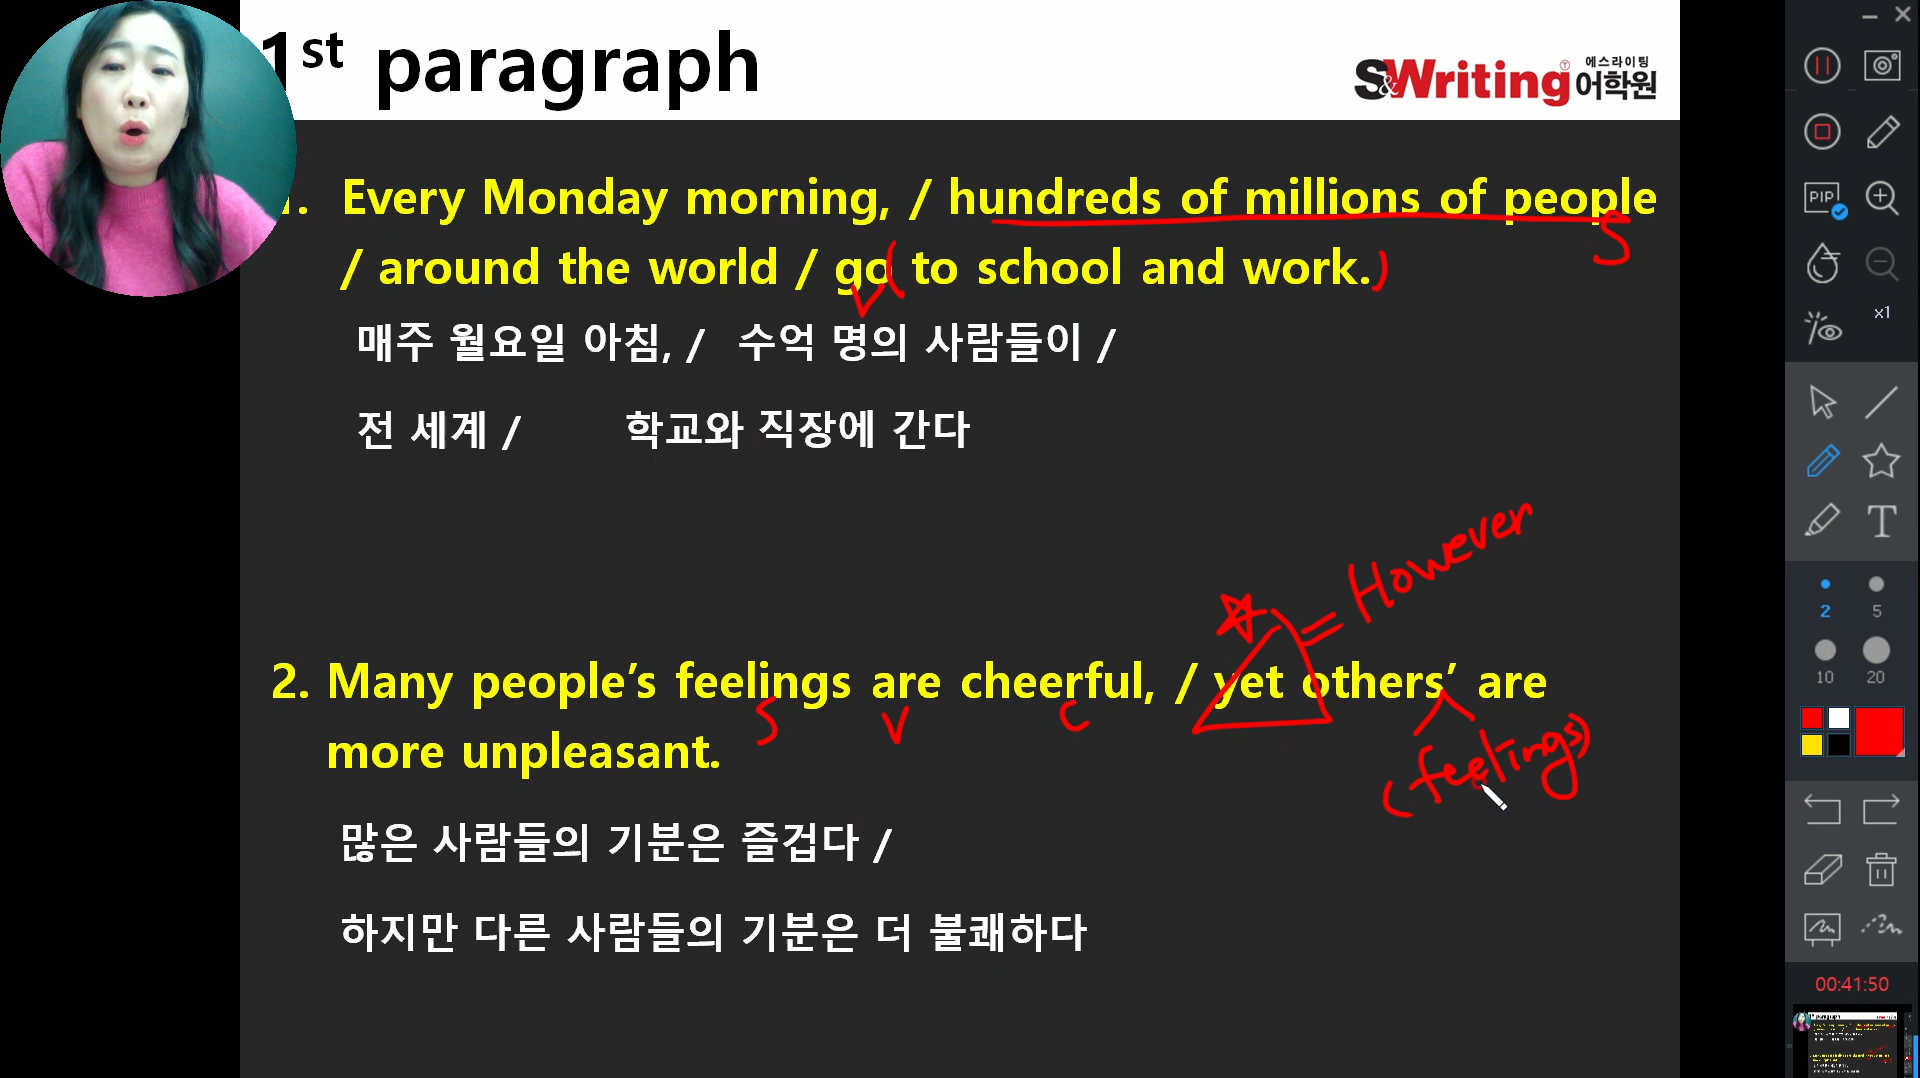 1st paragraph
S&Writing 에스라이팅 어학원
1. Every Monday morning, / hundreds of millions of people
S
/ around the world / go ( to school and work. )
V
매주 월요일 아침, / 수억 명의 사람들이 /
전 세계 / 학교와 직장에 간다
= However
2. Many people’s feelings are cheerful, / yet others’ are
S V C
(feelings)
more unpleasant.
많은 사람들의 기분은 즐겁다 /
하지만 다른 사람들의 기분은 더 불쾌하다
PIP
x1
T
2 5
10 20
00:41:50